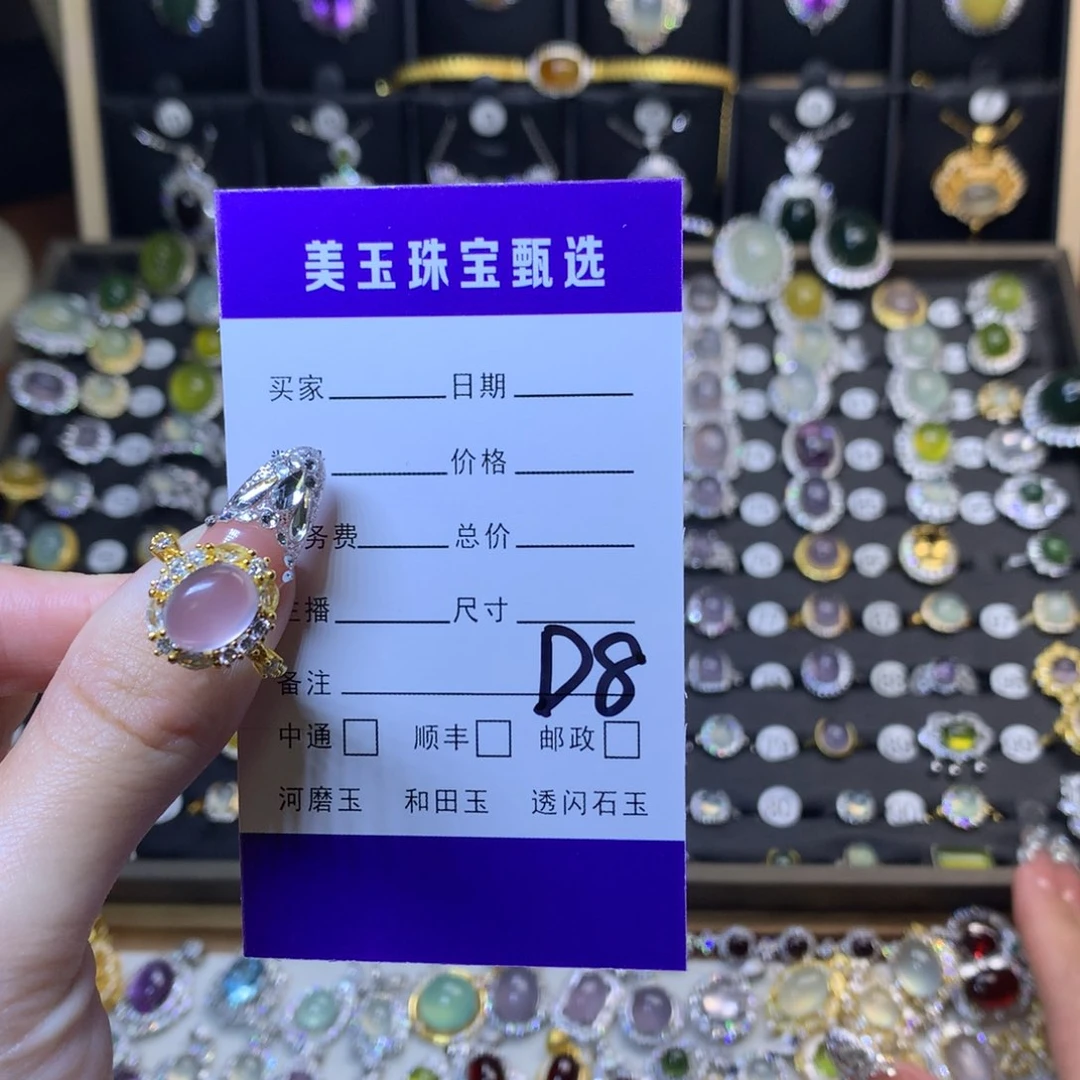 美玉珠宝甄选
买家 日期
价格
务费 总价
主播 尺寸
D8
备注
中通 顺丰 邮政
河磨玉 和田玉 透闪石玉